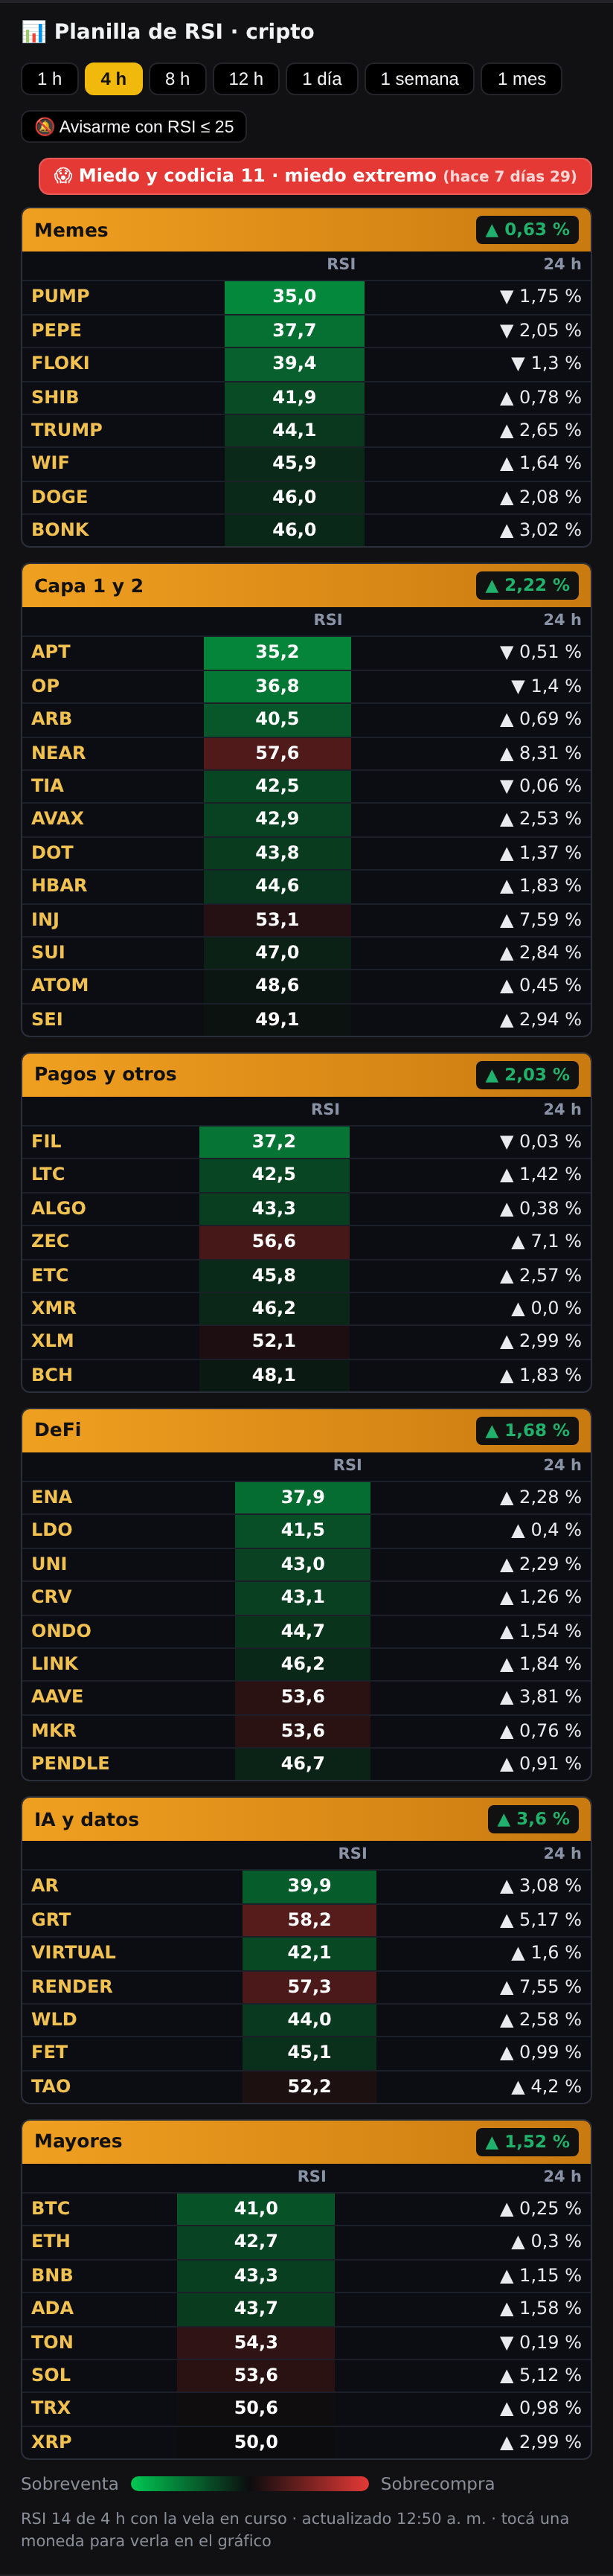 📊 Planilla de RSI · cripto
1 h 4 h 8 h 12 h 1 día 1 semana 1 mes
🔕 Avisarme con RSI ≤ 25
😱 Miedo y codicia 11 · miedo extremo (hace 7 días 29)
Memes ▲ 0,63 %
RSI 24 h
PUMP 35,0 ▼ 1,75 %
PEPE 37,7 ▼ 2,05 %
FLOKI 39,4 ▼ 1,3 %
SHIB 41,9 ▲ 0,78 %
TRUMP 44,1 ▲ 2,65 %
WIF 45,9 ▲ 1,64 %
DOGE 46,0 ▲ 2,08 %
BONK 46,0 ▲ 3,02 %
Capa 1 y 2 ▲ 2,22 %
RSI 24 h
APT 35,2 ▼ 0,51 %
OP 36,8 ▼ 1,4 %
ARB 40,5 ▲ 0,69 %
NEAR 57,6 ▲ 8,31 %
TIA 42,5 ▼ 0,06 %
AVAX 42,9 ▲ 2,53 %
DOT 43,8 ▲ 1,37 %
HBAR 44,6 ▲ 1,83 %
INJ 53,1 ▲ 7,59 %
SUI 47,0 ▲ 2,84 %
ATOM 48,6 ▲ 0,45 %
SEI 49,1 ▲ 2,94 %
Pagos y otros ▲ 2,03 %
RSI 24 h
FIL 37,2 ▼ 0,03 %
LTC 42,5 ▲ 1,42 %
ALGO 43,3 ▲ 0,38 %
ZEC 56,6 ▲ 7,1 %
ETC 45,8 ▲ 2,57 %
XMR 46,2 ▲ 0,0 %
XLM 52,1 ▲ 2,99 %
BCH 48,1 ▲ 1,83 %
DeFi ▲ 1,68 %
RSI 24 h
ENA 37,9 ▲ 2,28 %
LDO 41,5 ▲ 0,4 %
UNI 43,0 ▲ 2,29 %
CRV 43,1 ▲ 1,26 %
ONDO 44,7 ▲ 1,54 %
LINK 46,2 ▲ 1,84 %
AAVE 53,6 ▲ 3,81 %
MKR 53,6 ▲ 0,76 %
PENDLE 46,7 ▲ 0,91 %
IA y datos ▲ 3,6 %
RSI 24 h
AR 39,9 ▲ 3,08 %
GRT 58,2 ▲ 5,17 %
VIRTUAL 42,1 ▲ 1,6 %
RENDER 57,3 ▲ 7,55 %
WLD 44,0 ▲ 2,58 %
FET 45,1 ▲ 0,99 %
TAO 52,2 ▲ 4,2 %
Mayores ▲ 1,52 %
RSI 24 h
BTC 41,0 ▲ 0,25 %
ETH 42,7 ▲ 0,3 %
BNB 43,3 ▲ 1,15 %
ADA 43,7 ▲ 1,58 %
TON 54,3 ▼ 0,19 %
SOL 53,6 ▲ 5,12 %
TRX 50,6 ▲ 0,98 %
XRP 50,0 ▲ 2,99 %
Sobreventa Sobrecompra
RSI 14 de 4 h con la vela en curso · actualizado 12:50 a. m. · tocá una
moneda para verla en el gráfico